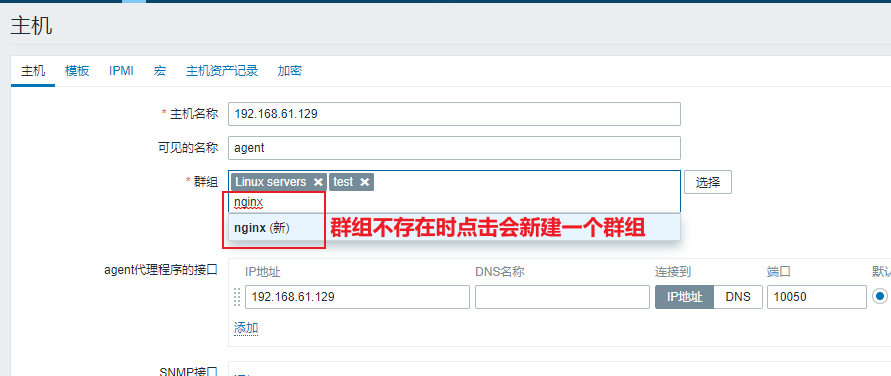 主机
主机 模板 IPMI 宏 主机资产记录 加密
* 主机名称 192.168.61.129
可见的名称 agent
* 群组 Linux servers × test × 选择
nginx
nginx (新) 群组不存在时点击会新建一个群组
agent代理程序的接口 IP地址 DNS名称 连接到 端口 默认
192.168.61.129 IP地址 DNS 10050
添加
SNMP接口